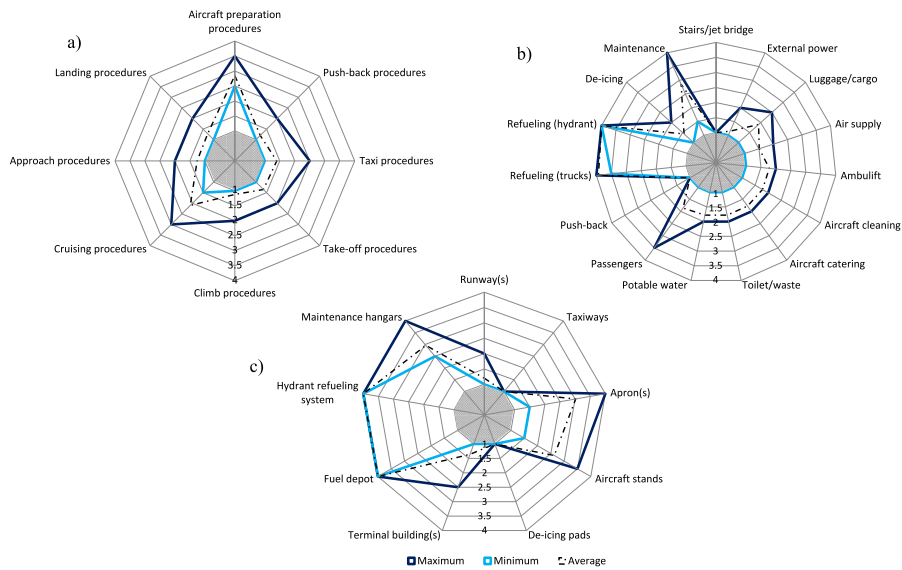 a)
Aircraft preparation
procedures
Landing procedures
Push-back procedures
Approach procedures
Taxi procedures
1
1.5
2
2.5
3
3.5
4
Cruising procedures
Take-off procedures
Climb procedures
b)
Stairs/jet bridge
Maintenance
External power
De-icing
Luggage/cargo
Refueling (hydrant)
Air supply
Refueling (trucks)
Ambulift
1
1.5
2
2.5
3
3.5
4
Push-back
Aircraft cleaning
Passengers
Aircraft catering
Potable water
Toilet/waste
c)
Runway(s)
Maintenance hangars
Taxiways
Hydrant refueling
system
Apron(s)
1
1.5
2
2.5
3
3.5
4
Fuel depot
Aircraft stands
Terminal building(s)
De-icing pads
Maximum Minimum Average